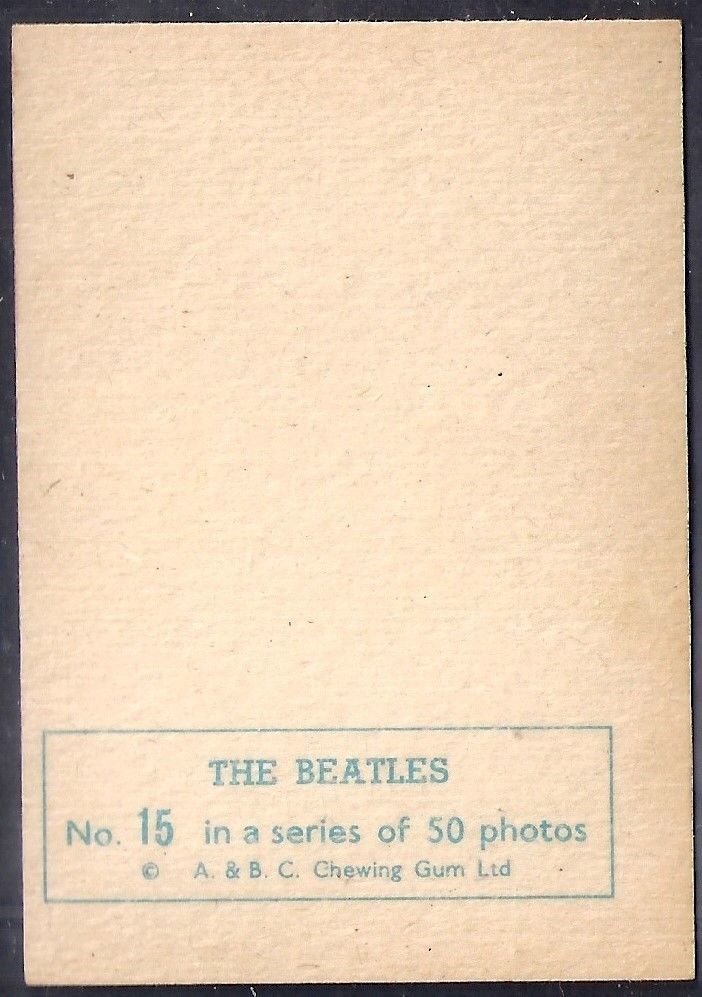 THE BEATLES
No. 15 in a series of 50 photos
© A. & B. C. Chewing Gum Ltd